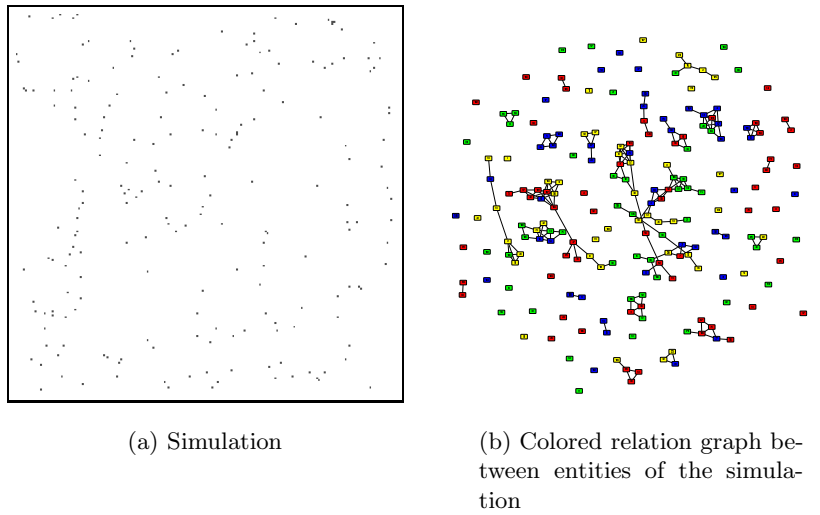 (a) Simulation
(b) Colored relation graph be-
tween entities of the simula-
tion